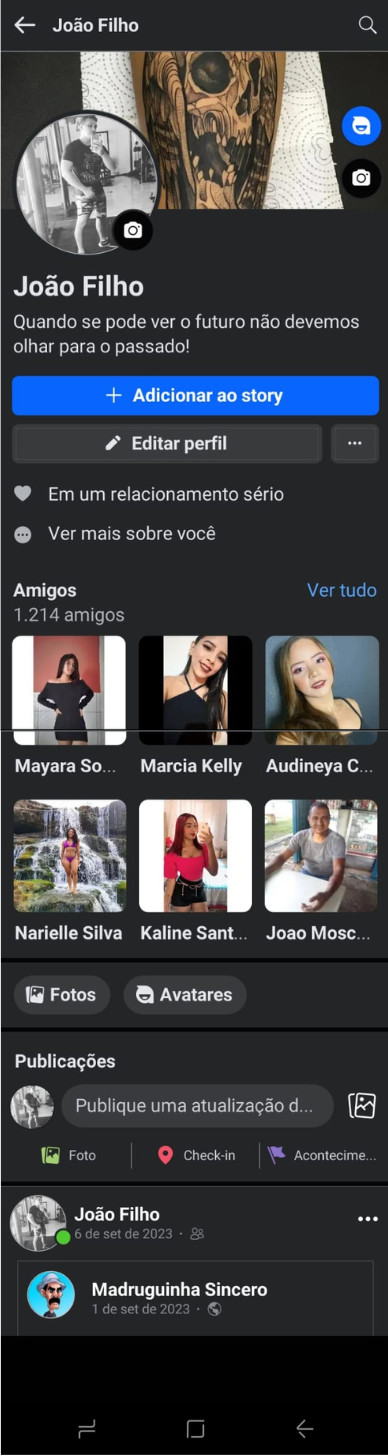 João Filho
João Filho
Quando se pode ver o futuro não devemos
olhar para o passado!
Adicionar ao story
Editar perfil
Em um relacionamento sério
Ver mais sobre você
Amigos
Ver tudo
1.214 amigos
Mayara So...
Marcia Kelly
Audineya C...
Narielle Silva
Kaline Sant...
Joao Mosc...
Fotos
Avatares
Publicações
Publique uma atualização d...
Foto
Check-in
Acontecime...
João Filho
6 de set de 2023 ·
Madruguinha Sincero
1 de set de 2023 ·